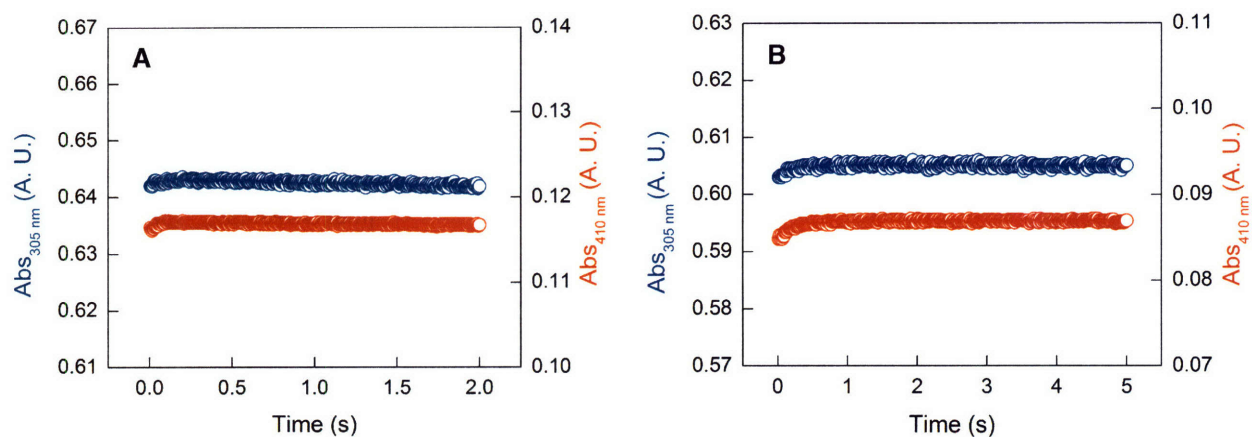 A
0.67
0.66
0.65
0.64
0.63
0.62
0.61
Abs305 nm (A. U.)
0.14
0.13
0.12
0.11
0.10
Abs410 nm (A. U.)
0.0 0.5 1.0 1.5 2.0
Time (s)
B
0.63
0.62
0.61
0.60
0.59
0.58
0.57
Abs305 nm (A. U.)
0.11
0.10
0.09
0.08
0.07
Abs410 nm (A. U.)
0 1 2 3 4 5
Time (s)